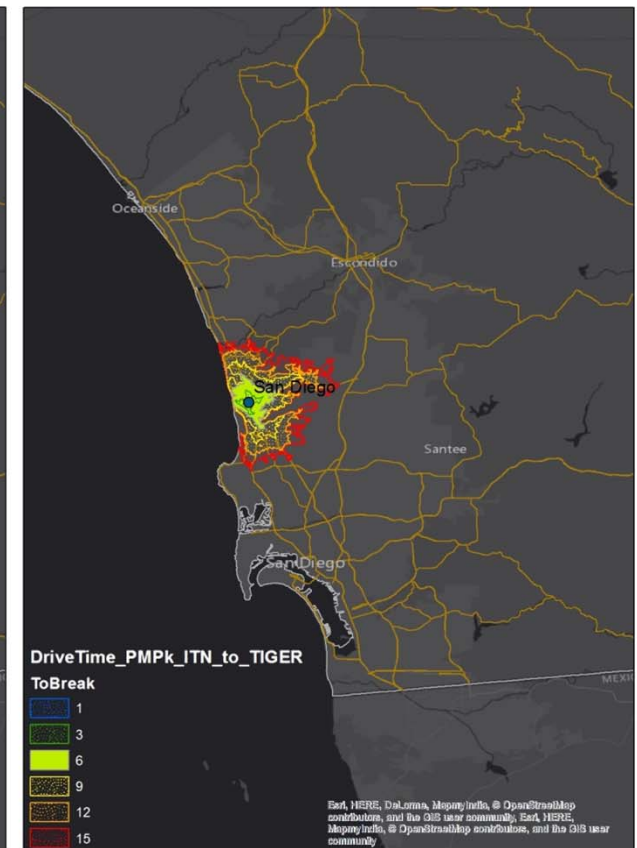 Oceanside
Escondido
San Diego
Santee
San Diego
MEXIC
DriveTime_PMPk_ITN_to_TIGER
ToBreak
1
3
6
9
12
15
Esri, HERE, DeLorme, MapmyIndia, © OpenStreetMap
contributors, and the GIS user community, Esri, HERE,
MapmyIndia, © OpenStreetMap contributors, and the GIS user
community